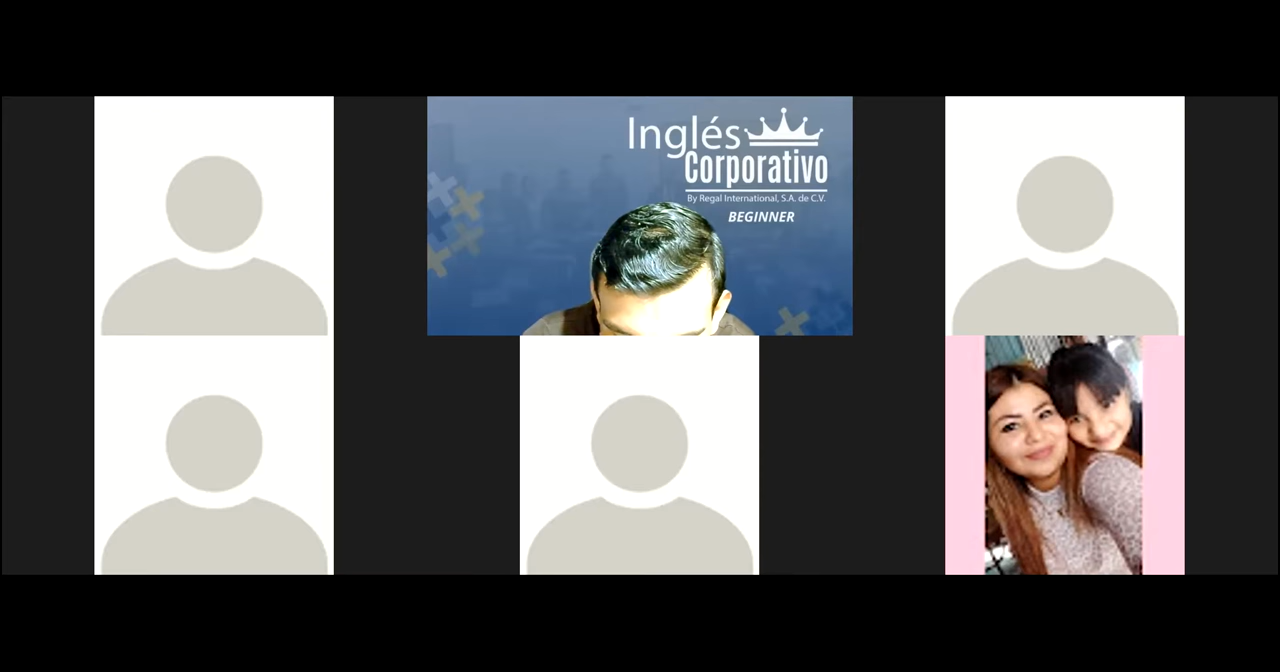 Inglés
Corporativo
By Regal International, S.A. de C.V.
BEGINNER